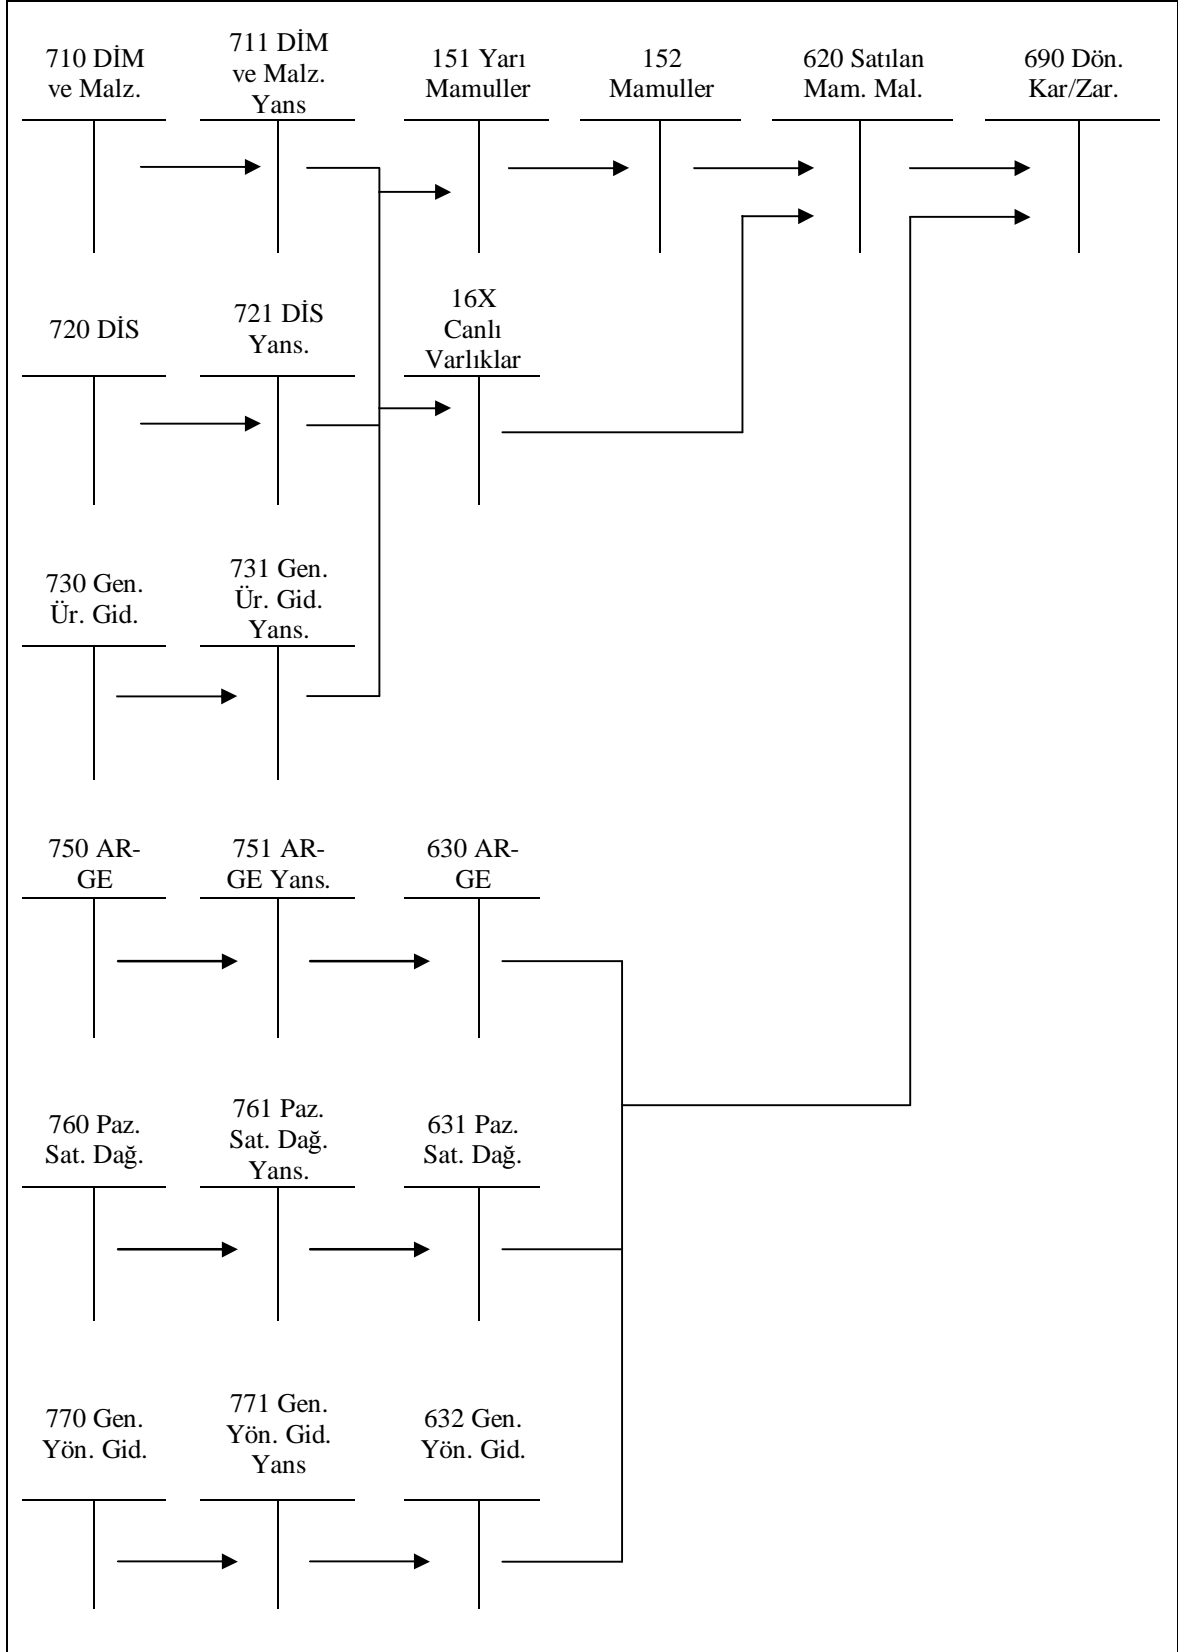 710 DİM
ve Malz.
711 DİM
ve Malz.
Yans
151 Yarı
Mamuller
152
Mamuller
620 Satılan
Mam. Mal.
690 Dön.
Kar/Zar.
720 DİS
721 DİS
Yans.
16X
Canlı
Varlıklar
730 Gen.
Ür. Gid.
731 Gen.
Ür. Gid.
Yans.
750 AR-
GE
751 AR-
GE Yans.
630 AR-
GE
760 Paz.
Sat. Dağ.
761 Paz.
Sat. Dağ.
Yans.
631 Paz.
Sat. Dağ.
770 Gen.
Yön. Gid.
771 Gen.
Yön. Gid.
Yans
632 Gen.
Yön. Gid.